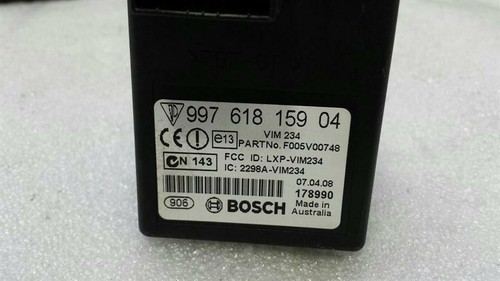 997 618 159 04
VIM 234
e13 PARTNo. F005V00748
N 143 FCC ID: LXP-VIM234
IC: 2298A-VIM234
07.04.08
178990
906 BOSCH Made in
Australia